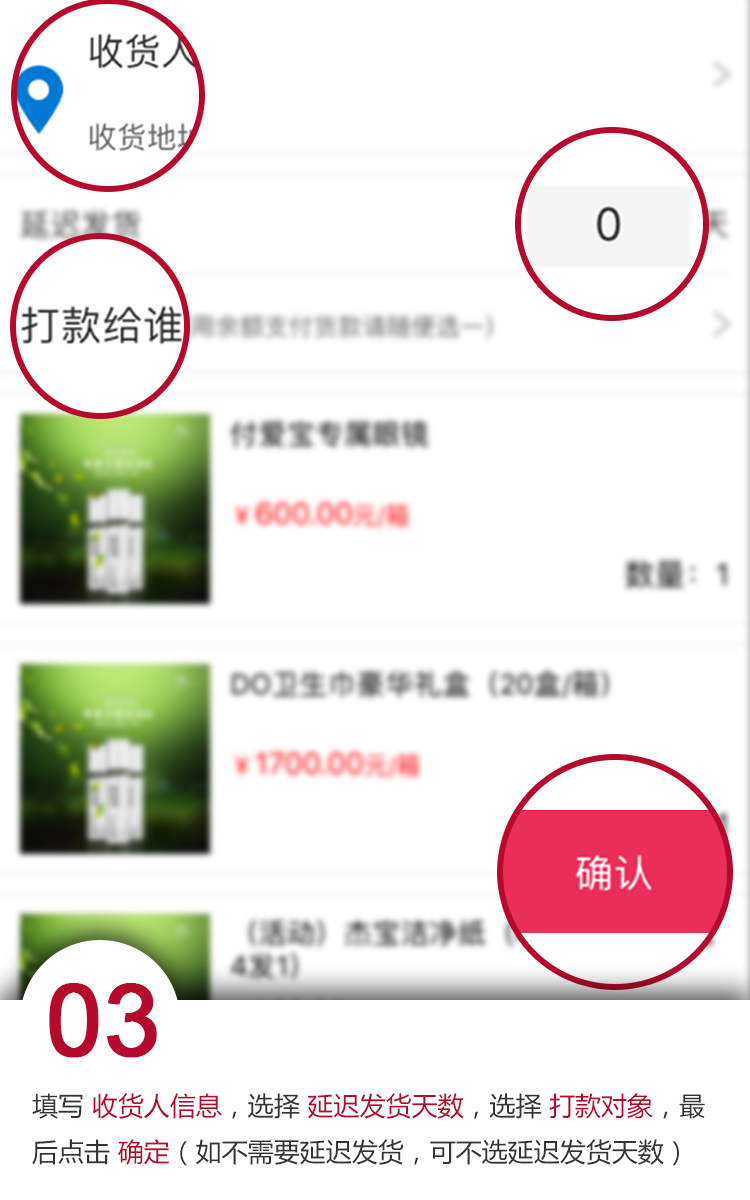 收货人
收货地址
延迟发货 0 天
打款给谁 用余额支付货款请随便选一）
付爱宝专属眼镜
¥600.00元/箱
数量：1
DO卫生巾豪华礼盒（20盒/箱）
¥1700.00元/箱
确认
（活动）杰宝洁净纸（
4发1）
03
填写 收货人信息，选择 延迟发货天数，选择 打款对象，最
后点击 确定（如不需要延迟发货，可不选延迟发货天数）